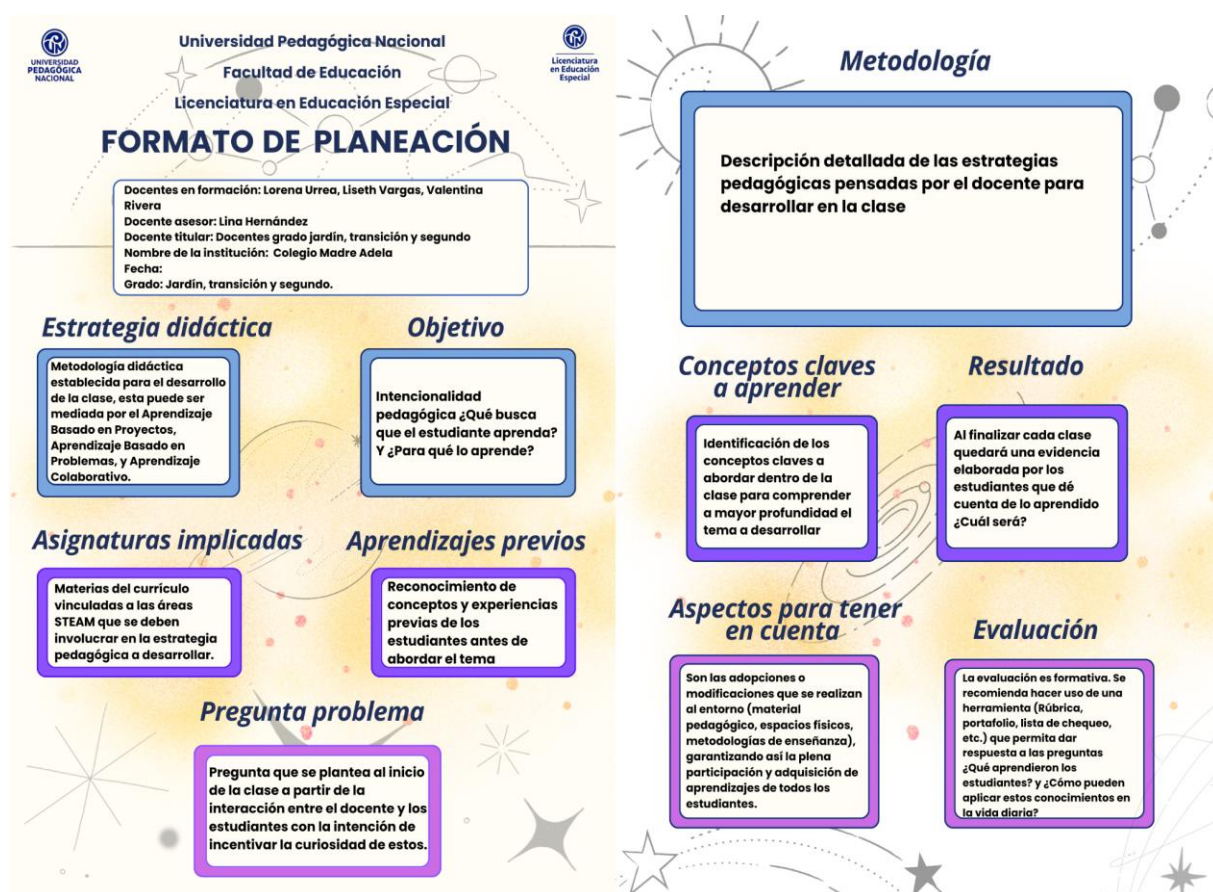 UNIVERSIDAD
PEDAGÓGICA
NACIONAL
Universidad Pedagógica Nacional
Facultad de Educación
Licenciatura en Educación Especial
Licenciatura
en Educación
Especial
FORMATO DE PLANEACIÓN
Docentes en formación: Lorena Urrea, Liseth Vargas, Valentina
Rivera
Docente asesor: Lina Hernández
Docente titular: Docentes grado jardín, transición y segundo
Nombre de la institución: Colegio Madre Adela
Fecha:
Grado: Jardín, transición y segundo.
Estrategia didáctica
Metodología didáctica
establecida para el desarrollo
de la clase, esta puede ser
mediada por el Aprendizaje
Basado en Proyectos,
Aprendizaje Basado en
Problemas, y Aprendizaje
Colaborativo.
Objetivo
Intencionalidad
pedagógica ¿Qué busca
que el estudiante aprenda?
Y ¿Para qué lo aprende?
Asignaturas implicadas
Materias del currículo
vinculadas a las áreas
STEAM que se deben
involucrar en la estrategia
pedagógica a desarrollar.
Aprendizajes previos
Reconocimiento de
conceptos y experiencias
previas de los
estudiantes antes de
abordar el tema
Pregunta problema
Pregunta que se plantea al inicio
de la clase a partir de la
interacción entre el docente y los
estudiantes con la intención de
incentivar la curiosidad de estos.
Metodología
Descripción detallada de las estrategias
pedagógicas pensadas por el docente para
desarrollar en la clase
Conceptos claves
a aprender
Identificación de los
conceptos claves a
abordar dentro de la
clase para comprender
a mayor profundidad el
tema a desarrollar
Resultado
Al finalizar cada clase
quedará una evidencia
elaborada por los
estudiantes que dé
cuenta de lo aprendido
¿Cuál será?
Aspectos para tener
en cuenta
Son las adopciones o
modificaciones que se realizan
al entorno (material
pedagógico, espacios físicos,
metodologías de enseñanza),
garantizando así la plena
participación y adquisición de
aprendizajes de todos los
estudiantes.
Evaluación
La evaluación es formativa. Se
recomienda hacer uso de una
herramienta (Rúbrica,
portafolio, lista de chequeo,
etc.) que permita dar
respuesta a las preguntas
¿Qué aprendieron los
estudiantes? y ¿Cómo pueden
aplicar estos conocimientos en
la vida diaria?